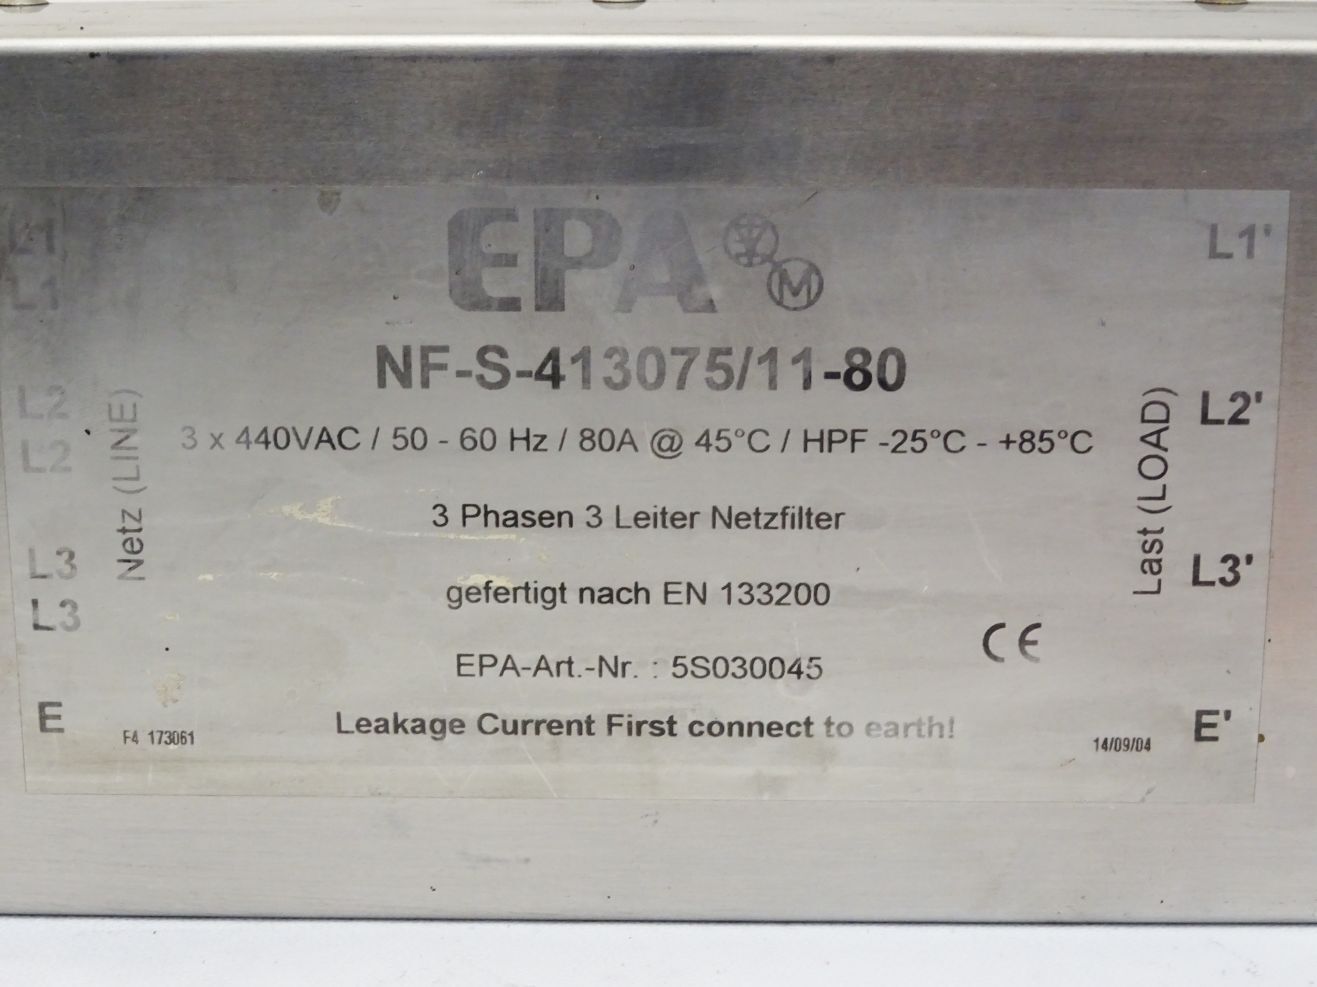 EPA
M
NF-S-413075/11-80
3 x 440VAC / 50 - 60 Hz / 80A @ 45°C / HPF -25°C - +85°C
3 Phasen 3 Leiter Netzfilter
gefertigt nach EN 133200
EPA-Art.-Nr. : 5S030045
Leakage Current First connect to earth!
L1
L1
L2
L2
L3
L3
E
Netz (LINE)
F4 173061
CE
Last (LOAD)
L1'
L2'
L3'
E'
14/09/04